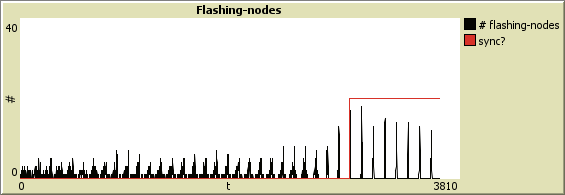 Flashing-nodes
40
#
0
0
t
3810
# flashing-nodes
sync?